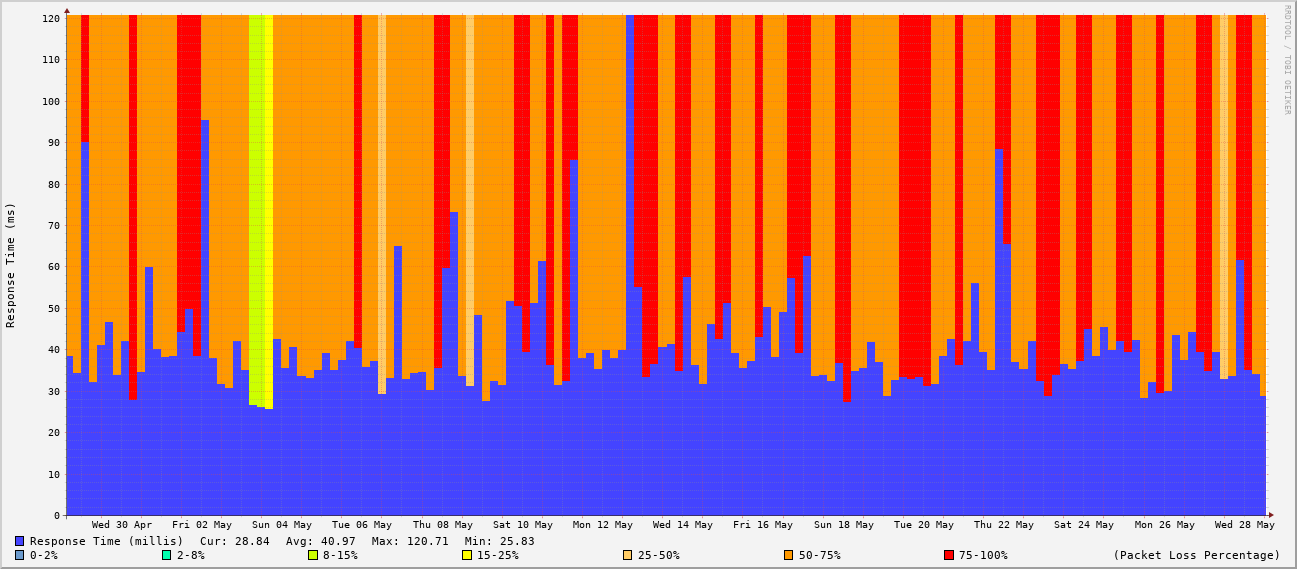 RRDTOOL / TOBI OETIKER
Response Time (ms)
120
110
100
90
80
70
60
50
40
30
20
10
0
Wed 30 Apr Fri 02 May Sun 04 May Tue 06 May Thu 08 May Sat 10 May Mon 12 May Wed 14 May Fri 16 May Sun 18 May Tue 20 May Thu 22 May Sat 24 May Mon 26 May Wed 28 May
Response Time (millis) Cur: 28.84 Avg: 40.97 Max: 120.71 Min: 25.83
0-2% 2-8% 8-15% 15-25% 25-50% 50-75% 75-100% (Packet Loss Percentage)